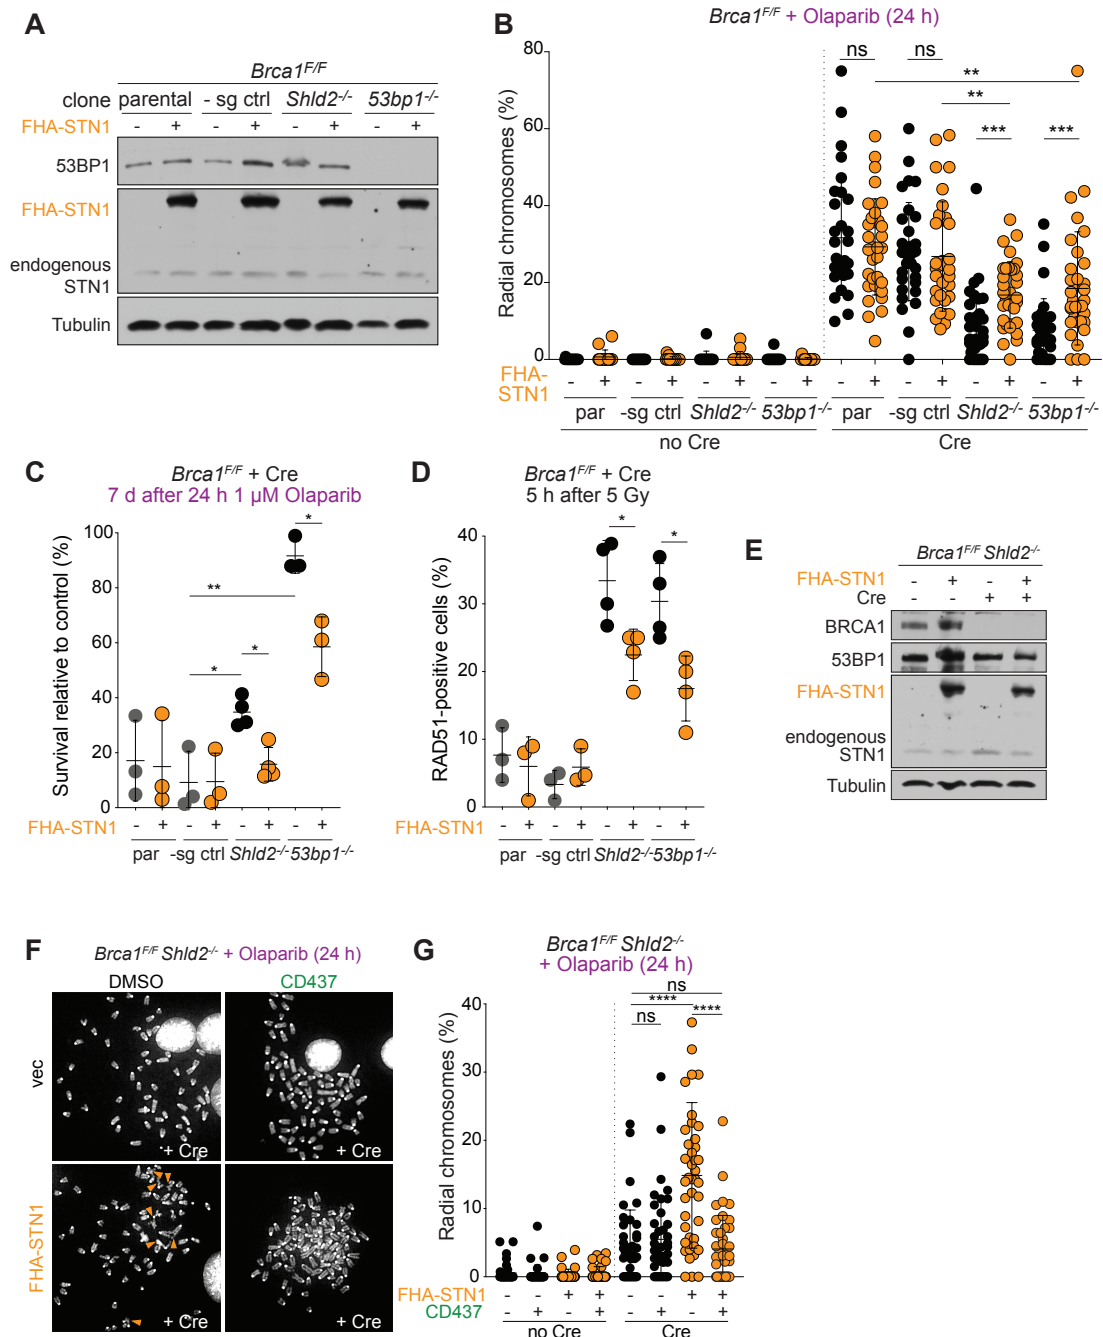 A
Brca1F/F
clone parental - sg ctrl Shld2-/- 53bp1-/-
FHA-STN1 - + - + - + - +
53BP1
FHA-STN1
endogenous
STN1
Tubulin
B
Brca1F/F + Olaparib (24 h)
Radial chromosomes (%)
80
60
40
20
0
ns ns ** ** *** ***
FHA-
STN1
- + - + - + - + - + - + - + - +
par -sg ctrl Shld2-/- 53bp1-/- par -sg ctrl Shld2-/- 53bp1-/-
no Cre Cre
C
Brca1F/F + Cre
7 d after 24 h 1 µM Olaparib
Survival relative to control (%)
100
80
60
40
20
0
** * * *
FHA-STN1 - + - + - + - +
par -sg ctrl Shld2-/- 53bp1-/-
D
Brca1F/F + Cre
5 h after 5 Gy
RAD51-positive cells (%)
40
30
20
10
0
* *
FHA-STN1 - + - + - + - +
par -sg ctrl Shld2-/- 53bp1-/-
E
Brca1F/F Shld2-/-
FHA-STN1 - + - +
Cre - - + +
BRCA1
53BP1
FHA-STN1
endogenous
STN1
Tubulin
F
Brca1F/F Shld2-/- + Olaparib (24 h)
DMSO CD437
vec
+ Cre + Cre
FHA-STN1
+ Cre + Cre
G
Brca1F/F Shld2-/-
+ Olaparib (24 h)
Radial chromosomes (%)
40
30
20
10
0
ns
**** ****
ns
FHA-STN1 - - + + - - + +
CD437 - + - + - + - +
no Cre Cre